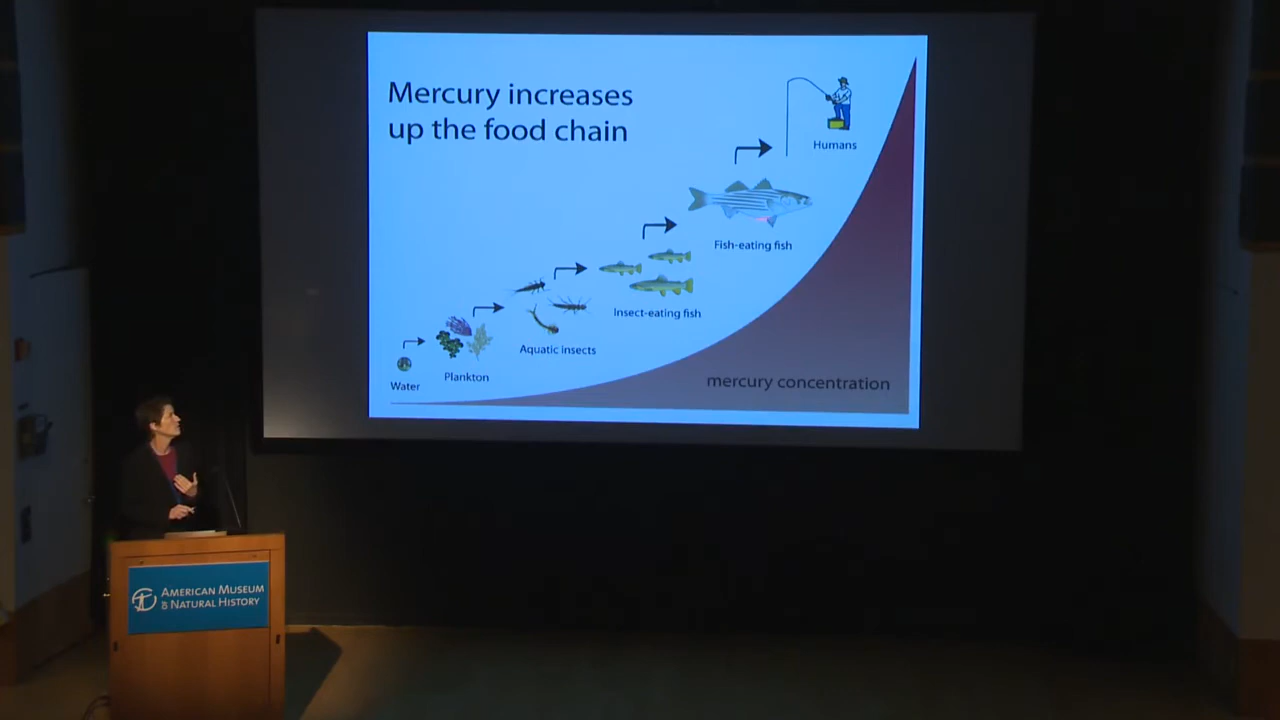 Mercury increases
up the food chain
Humans
Fish-eating fish
Insect-eating fish
Aquatic insects
Plankton
Water
mercury concentration
AMERICAN MUSEUM
OF NATURAL HISTORY